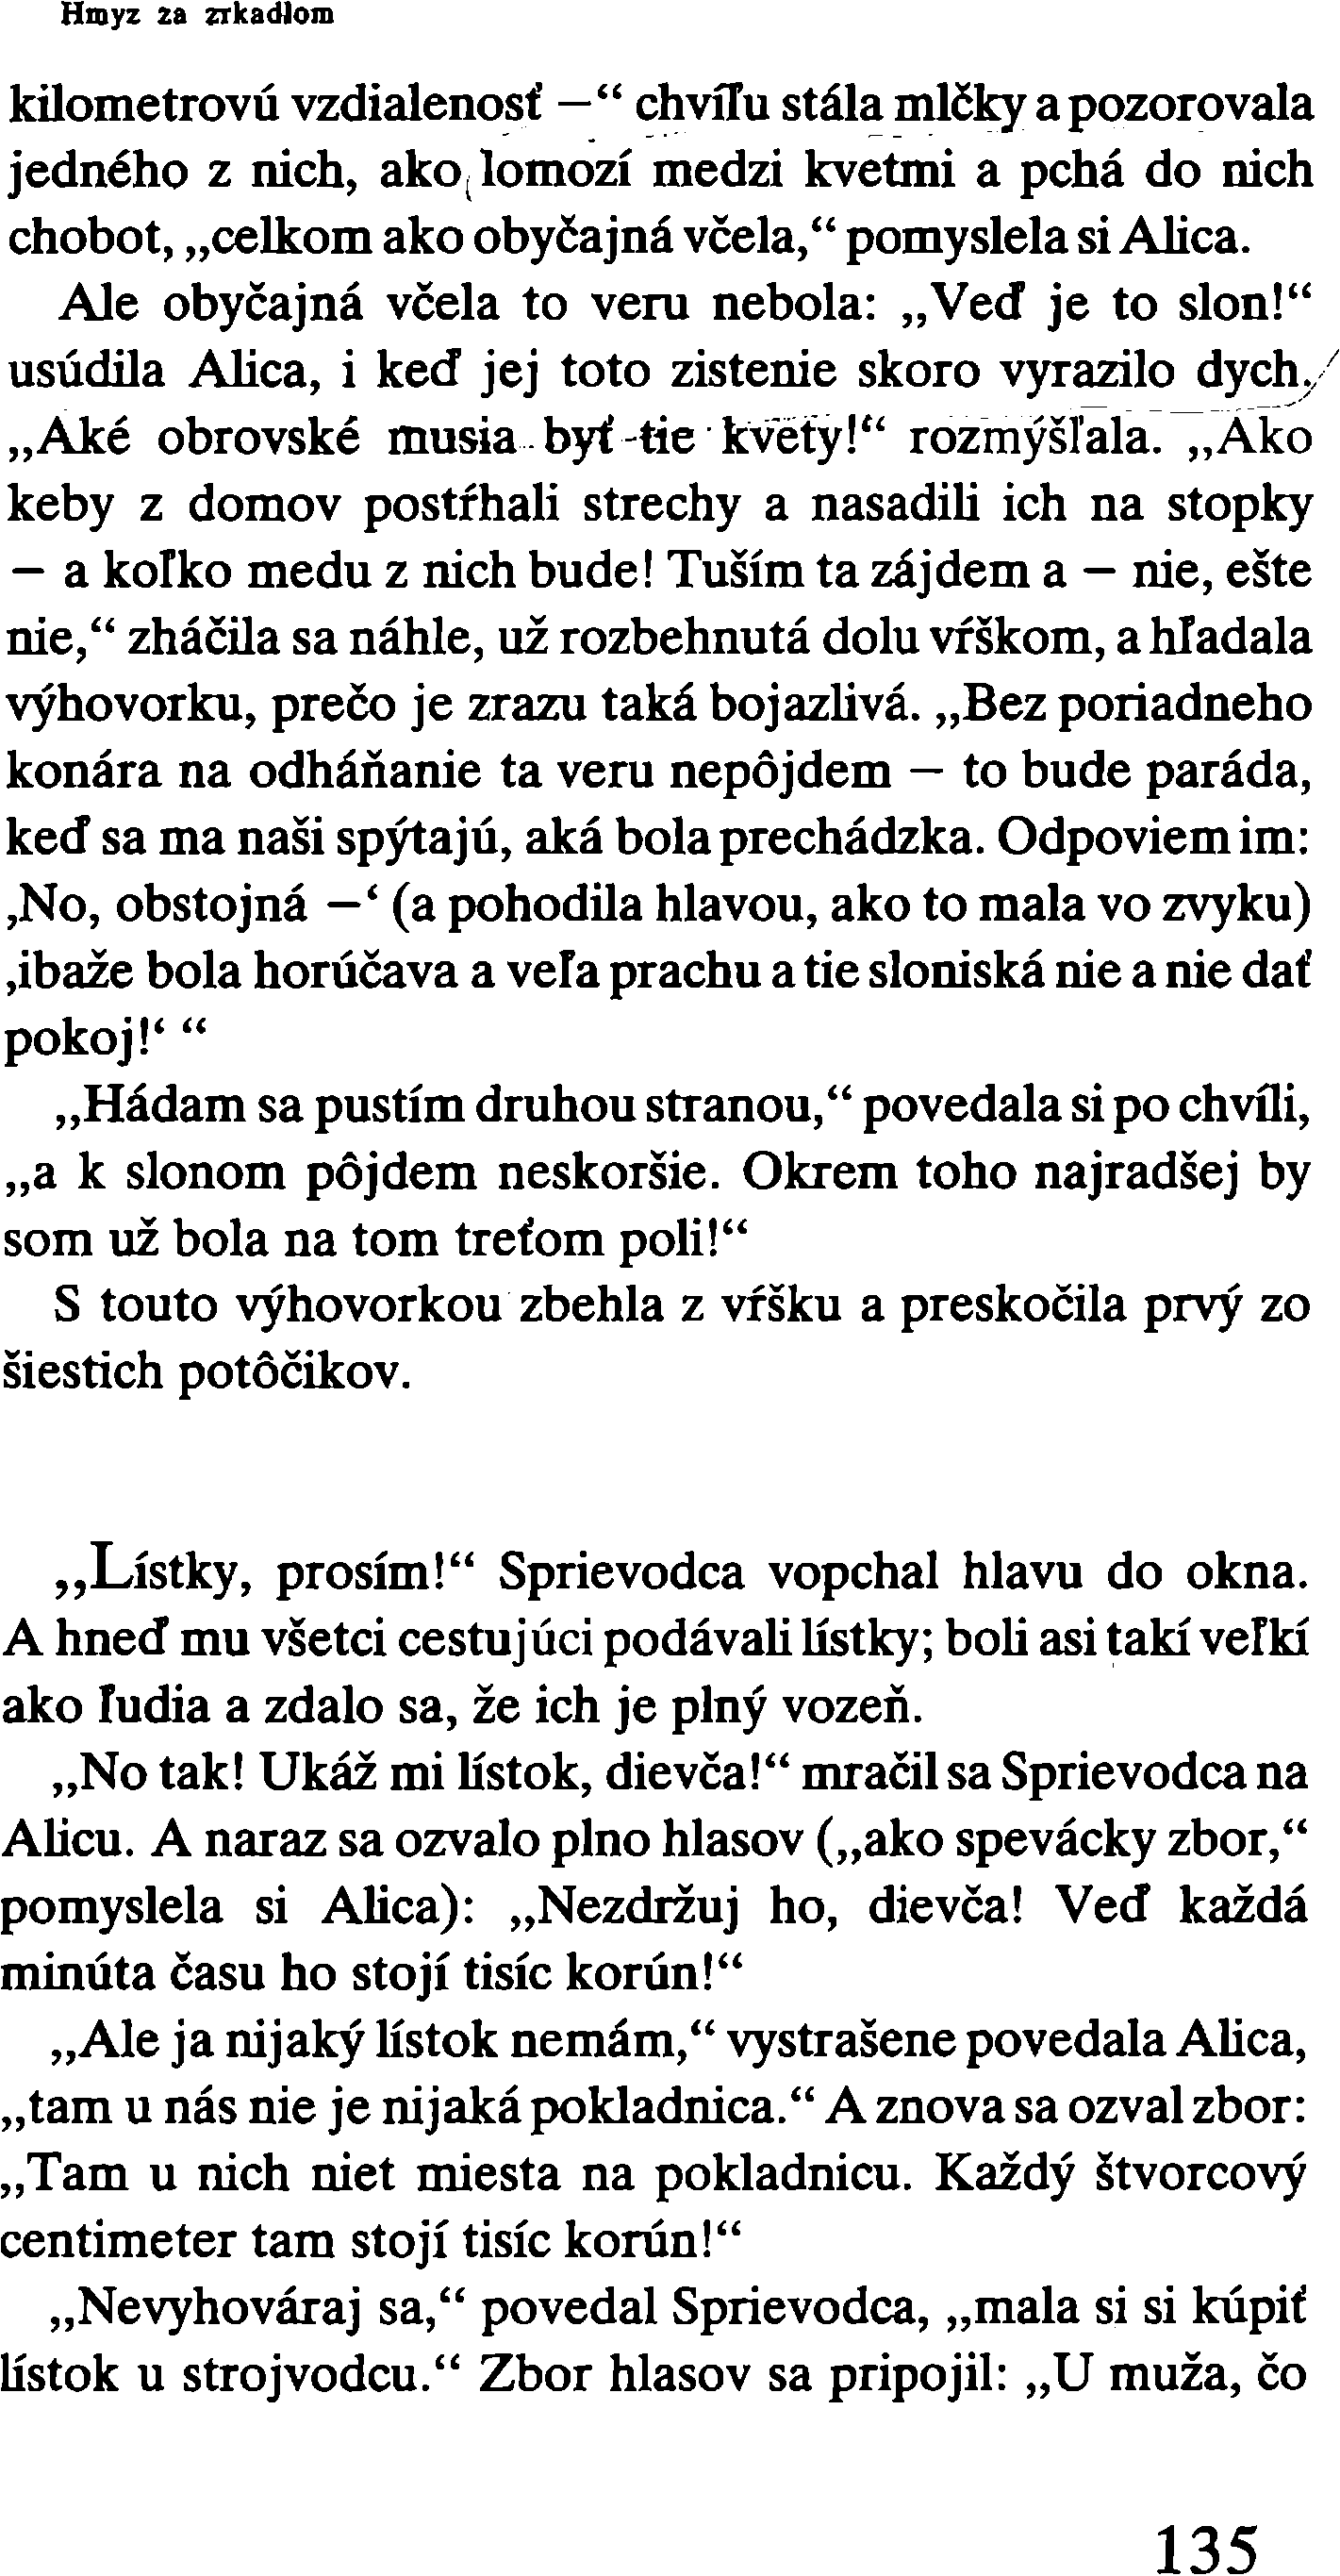 Hmyz za zrkadlom
kilometrovú vzdialenosť —“ chvíľu stála mlčky a pozorovala
jedného z nich, ako lomozí medzi kvetmi a pchá do nich
chobot, „celkom ako obyčajná včela,“ pomyslela si Alica.
Ale obyčajná včela to veru nebola: „Veď je to slon!“
usúdila Alica, i keď jej toto zistenie skoro vyrazilo dych.
„Aké obrovské musia byť tie kvety!“ rozmýšľala. „Ako
keby z domov postŕhali strechy a nasadili ich na stopky
— a koľko medu z nich bude! Tuším ta zájdem a — nie, ešte
nie,“ zháčila sa náhle, už rozbehnutá dolu vŕškom, a hľadala
výhovorku, prečo je zrazu taká bojazlivá. „Bez poriadneho
konára na odháňanie ta veru nepôjdem — to bude paráda,
keď sa ma naši spýtajú, aká bola prechádzka. Odpoviem im:
‚No, obstojná —‘ (a pohodila hlavou, ako to mala vo zvyku)
‚ibaže bola horúčava a veľa prachu a tie sloniská nie a nie dať
pokoj!‘ “
„Hádam sa pustím druhou stranou,“ povedala si po chvíli,
„a k slonom pôjdem neskoršie. Okrem toho najradšej by
som už bola na tom treťom poli!“
S touto výhovorkou zbehla z vŕšku a preskočila prvý zo
šiestich potôčikov.
„Lístky, prosím!“ Sprievodca vopchal hlavu do okna.
A hneď mu všetci cestujúci podávali lístky; boli asi takí veľkí
ako ľudia a zdalo sa, že ich je plný vozeň.
„No tak! Ukáž mi lístok, dievča!“ mračil sa Sprievodca na
Alicu. A naraz sa ozvalo plno hlasov („ako spevácky zbor,“
pomyslela si Alica): „Nezdržuj ho, dievča! Veď každá
minúta času ho stojí tisíc korún!“
„Ale ja nijaký lístok nemám,“ vystrašene povedala Alica,
„tam u nás nie je nijaká pokladnica.“ A znova sa ozval zbor:
„Tam u nich niet miesta na pokladnicu. Každý štvorcový
centimeter tam stojí tisíc korún!“
„Nevyhováraj sa,“ povedal Sprievodca, „mala si si kúpiť
lístok u strojvodcu.“ Zbor hlasov sa pripojil: „U muža, čo
135